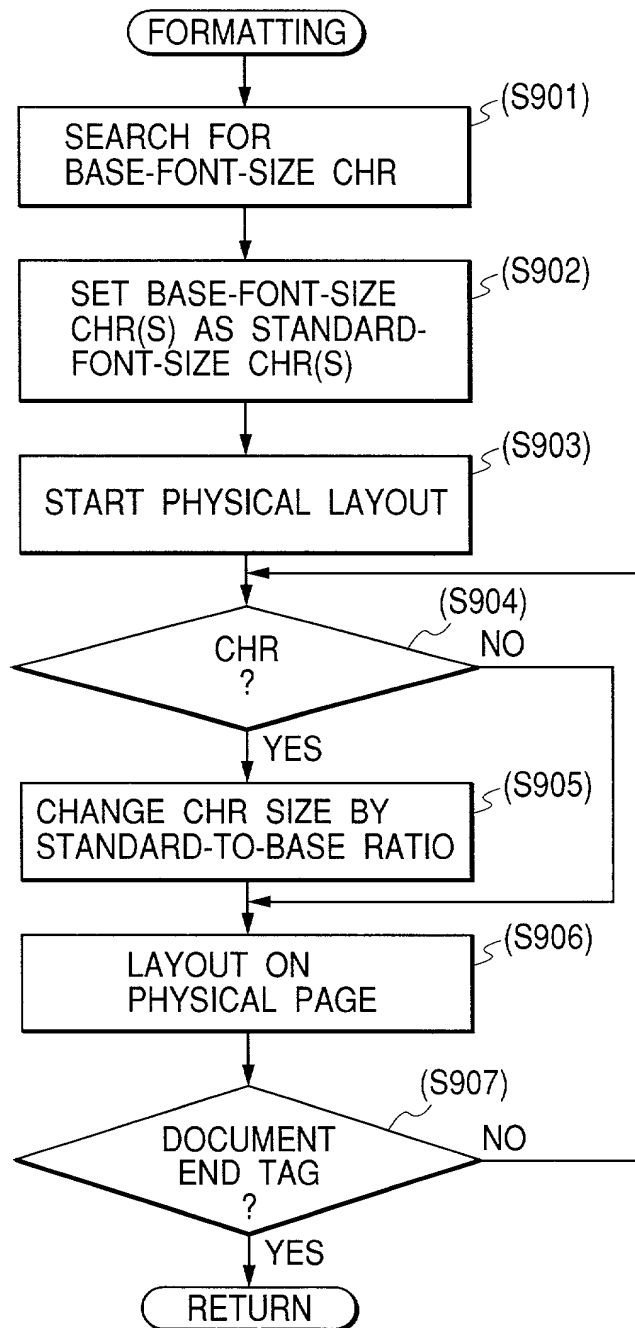 FORMATTING
(S901)
SEARCH FOR
BASE-FONT-SIZE CHR
(S902)
SET BASE-FONT-SIZE
CHR(S) AS STANDARD-
FONT-SIZE CHR(S)
(S903)
START PHYSICAL LAYOUT
(S904)
CHR
?
NO
YES
(S905)
CHANGE CHR SIZE BY
STANDARD-TO-BASE RATIO
(S906)
LAYOUT ON
PHYSICAL PAGE
(S907)
DOCUMENT
END TAG
?
NO
YES
RETURN